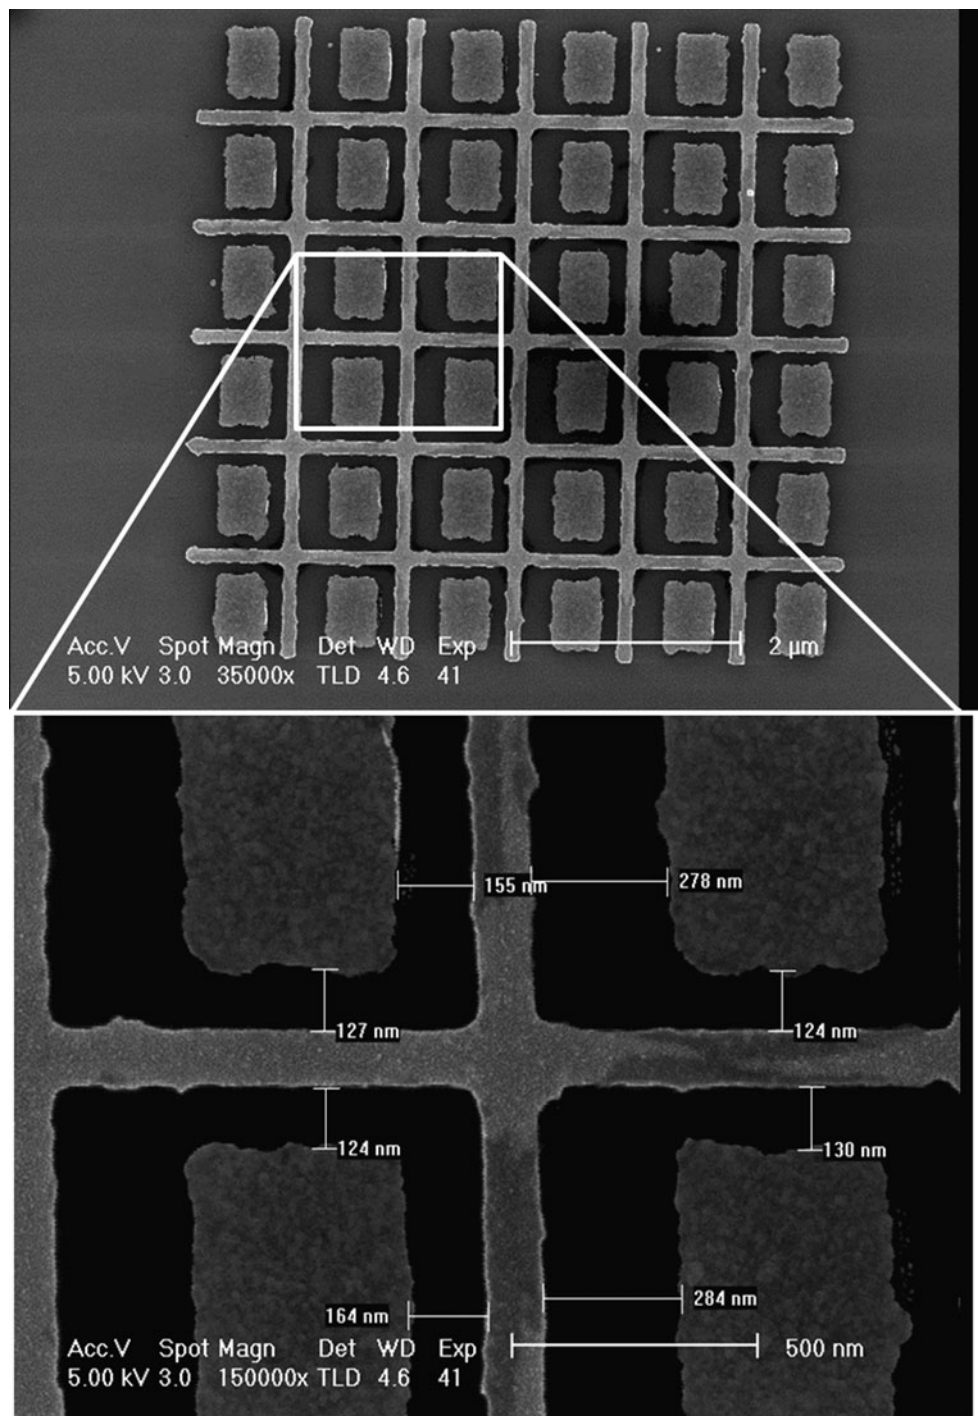 Acc.V Spot Magn Det WD Exp 2 μm
5.00 kV 3.0 35000x TLD 4.6 41
155 nm 278 nm
127 nm 124 nm
124 nm 130 nm
164 nm 284 nm
Acc.V Spot Magn Det WD Exp 500 nm
5.00 kV 3.0 150000x TLD 4.6 41